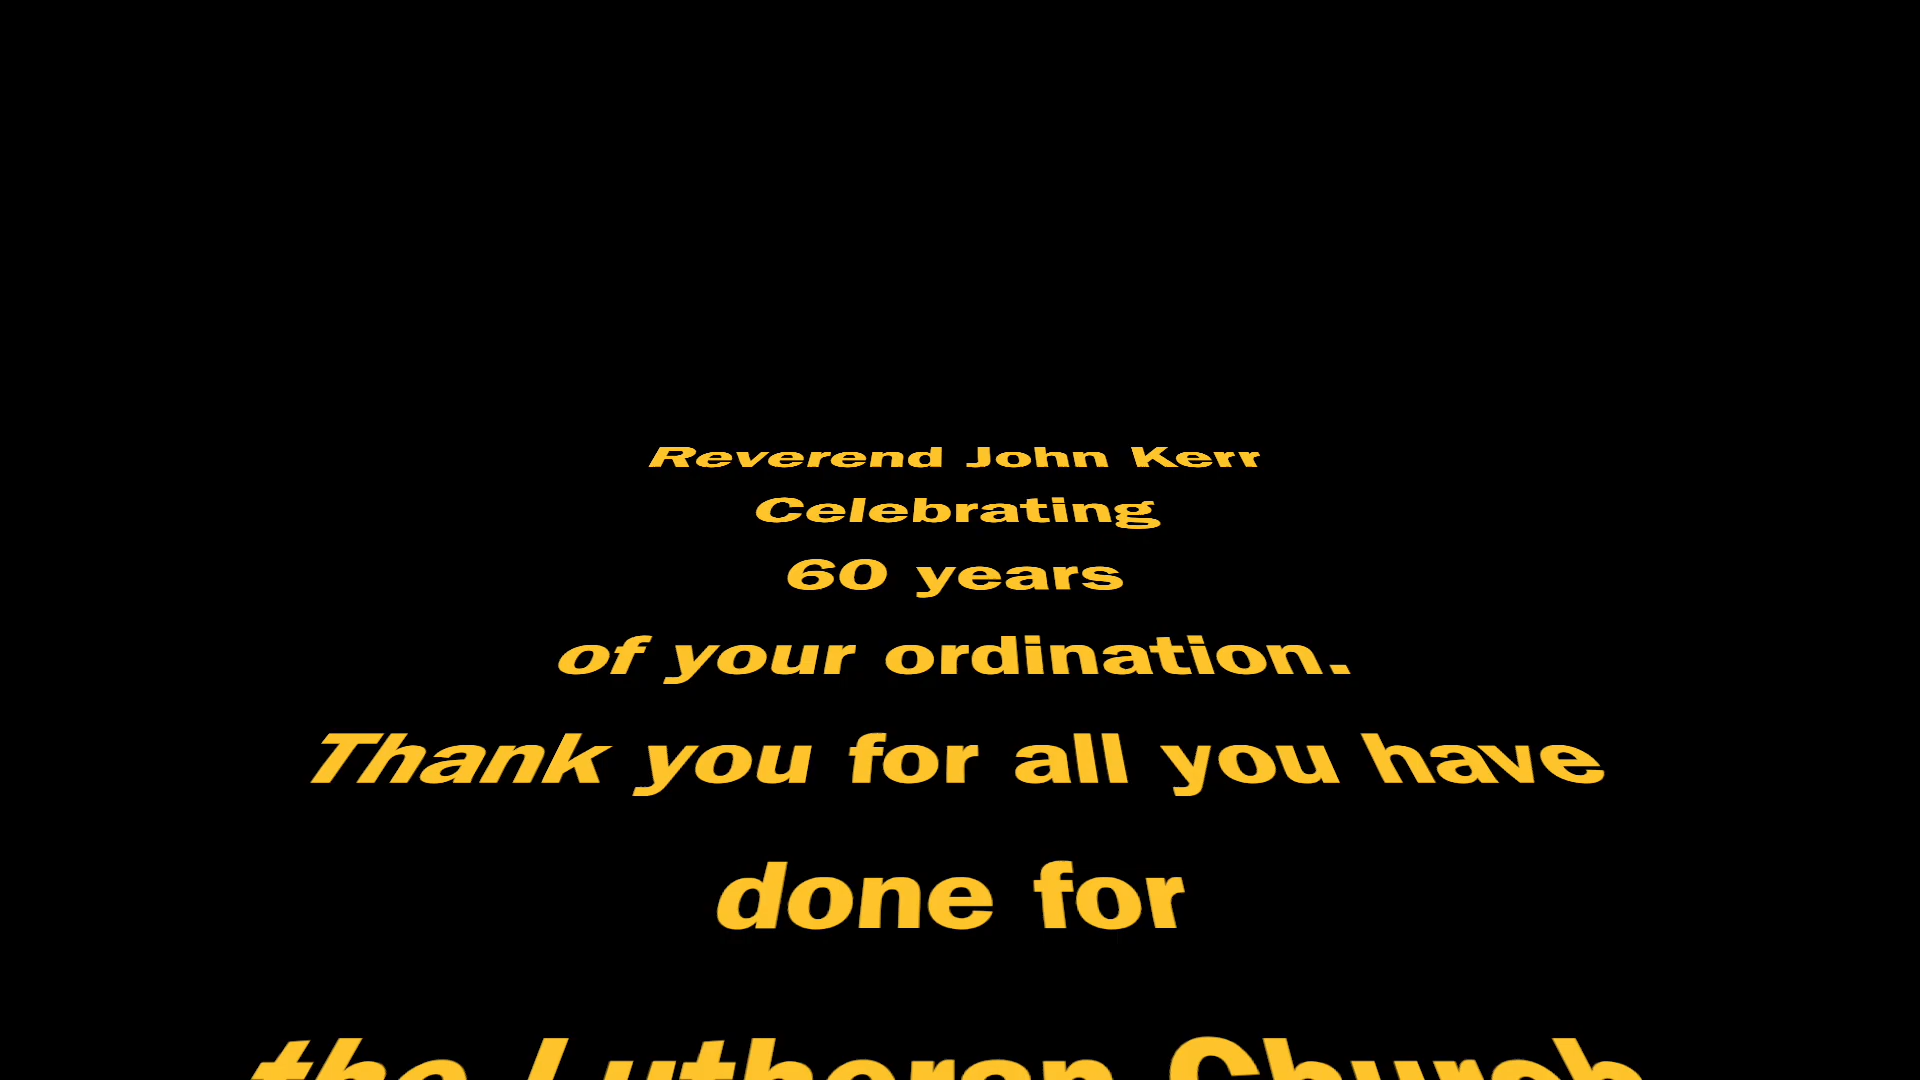 Reverend John Kerr
Celebrating
60 years
of your ordination.
Thank you for all you have
done for
the Lutheran Church